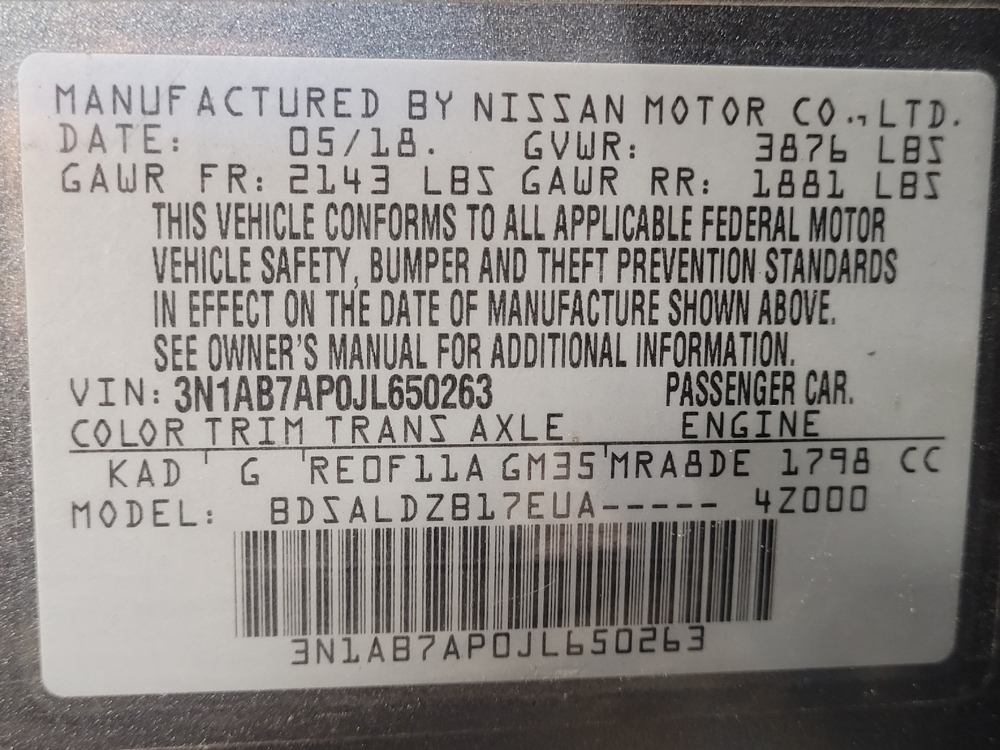 MANUFACTURED BY NISSAN MOTOR CO., LTD.
DATE: 05/18. GVWR: 3876 LBS
GAWR FR: 2143 LBS GAWR RR: 1881 LBS
THIS VEHICLE CONFORMS TO ALL APPLICABLE FEDERAL MOTOR
VEHICLE SAFETY, BUMPER AND THEFT PREVENTION STANDARDS
IN EFFECT ON THE DATE OF MANUFACTURE SHOWN ABOVE.
SEE OWNER'S MANUAL FOR ADDITIONAL INFORMATION.
VIN: 3N1AB7AP0JL650263 PASSENGER CAR.
COLOR TRIM TRANS AXLE ENGINE
KAD G RE0F11A GM35 MRA8DE 1798 CC
MODEL: BDSALDZB17EUA----- 4Z000
3N1AB7AP0JL650263